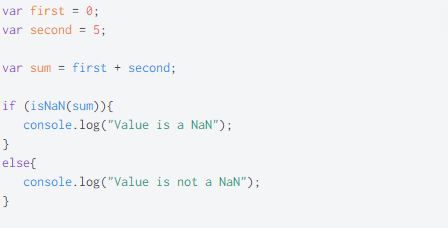 var first = 0;
var second = 5;
var sum = first + second;
if (isNaN(sum)){
console.log("Value is a NaN");
}
else{
console.log("Value is not a NaN");
}